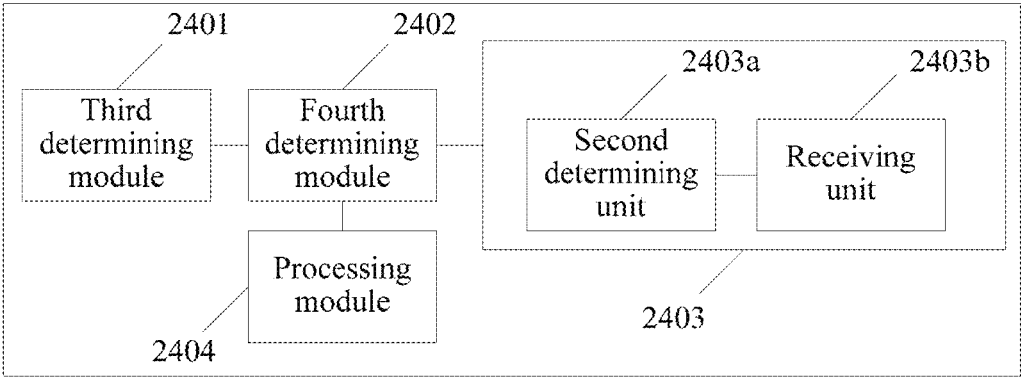 2401
2402
2403a
2403b
Third
determining
module
Fourth
determining
module
Second
determining
unit
Receiving
unit
Processing
module
2404
2403